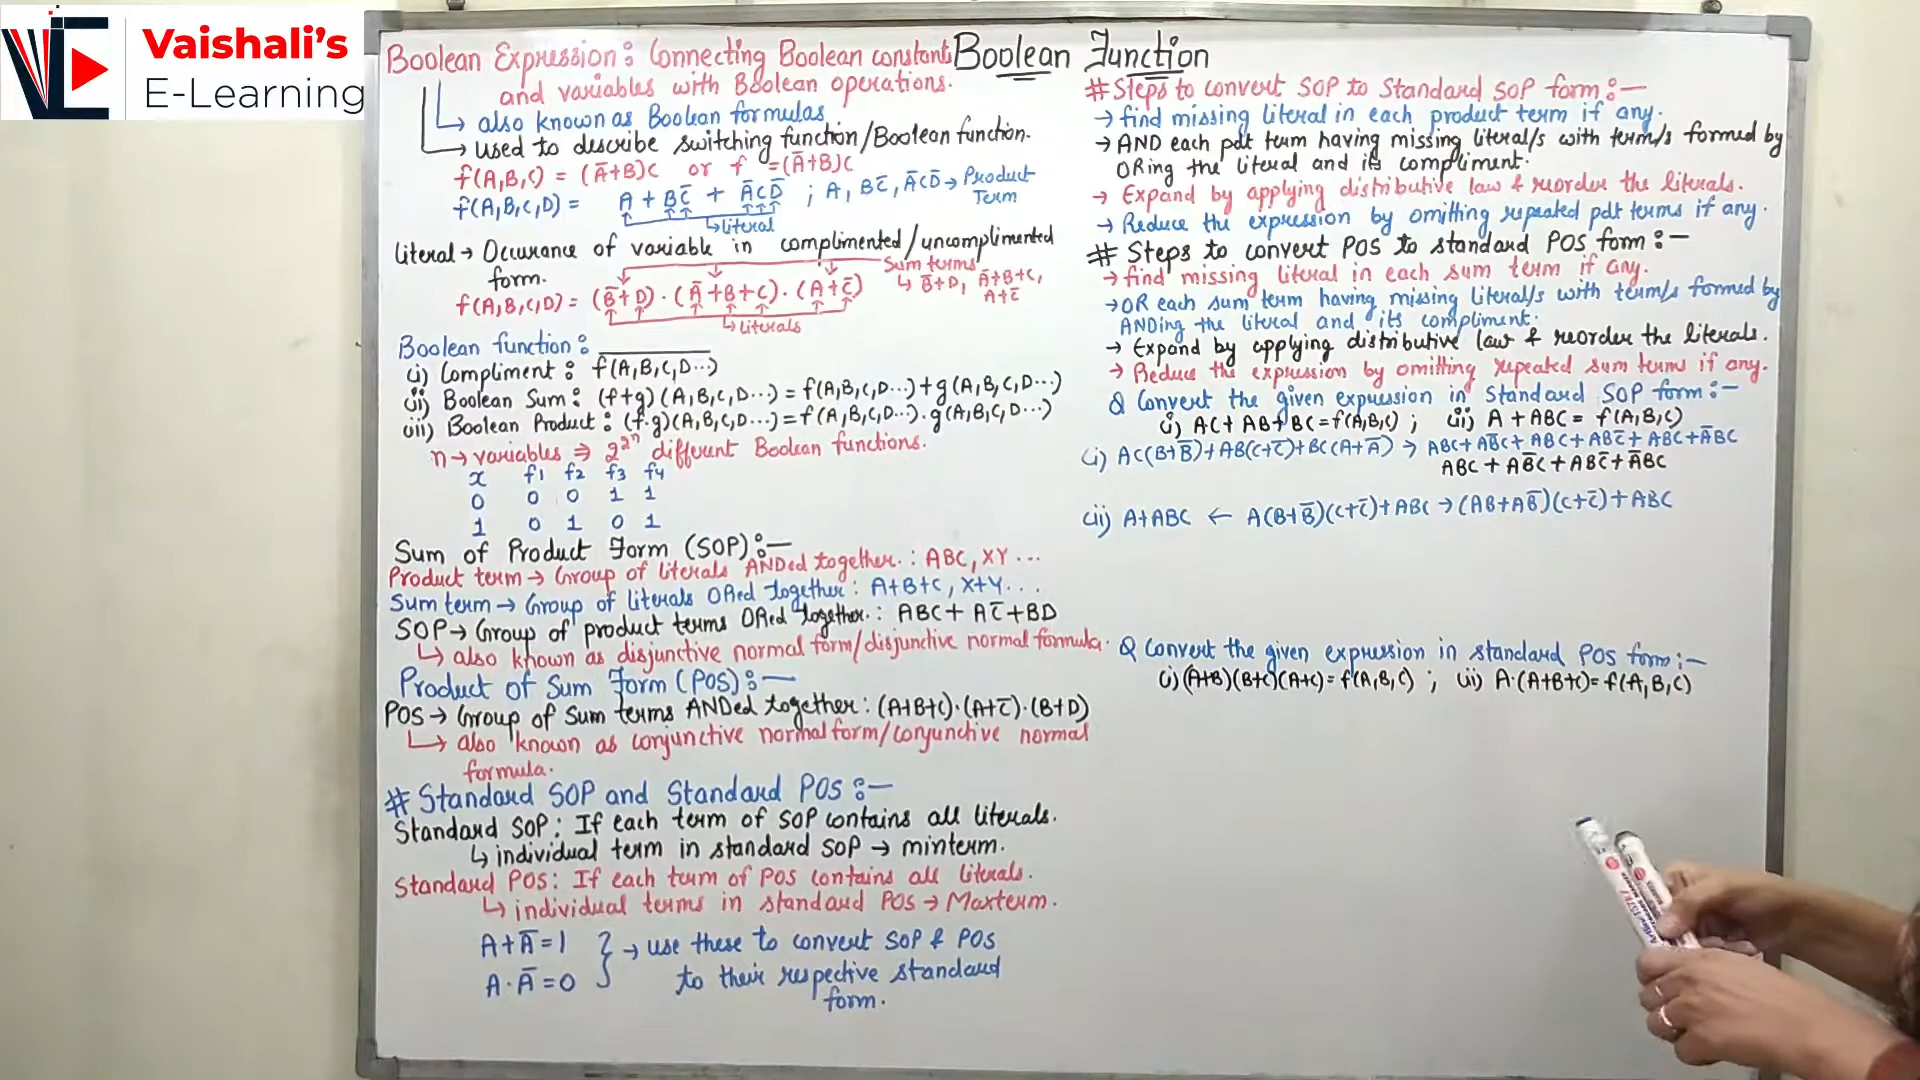 Vaishali's
E-Learning
Boolean Function
Boolean Expression: Connecting Boolean constant
and variables with Boolean operations.
↳ also known as Boolean formulas
↳ used to describe switching function/Boolean function.
f(A,B,C) = (A̅+B)C or f = (A̅+B)C
f(A,B,C,D) = A + BC̅ + A̅CD̅ ; A, BC̅, A̅CD̅ → Product
Term
↳ literal
literal → Occurance of variable in complimented/uncomplimented
form.
Sum terms
↳ B̅+D, A̅+B+C,
A+C̅
f(A,B,C,D) = (B̅+D)·(A̅+B+C)·(A+C̅)
↳ literals
Boolean function:
(i) Compliment : f(A,B,C,D...)̅
(ii) Boolean Sum : (f+g)(A,B,C,D...) = f(A,B,C,D...)+g(A,B,C,D...)
(iii) Boolean Product : (f.g)(A,B,C,D...) = f(A,B,C,D...).g(A,B,C,D...)
n → variables ⇒ 2^2^n different Boolean functions.
x f1 f2 f3 f4
0 0 0 1 1
1 0 1 0 1
Sum of Product Form (SOP):-
Product term → Group of literals ANDed together. : ABC, XY ...
Sum term → Group of literals ORed together : A+B+C, X+Y...
SOP → Group of product terms ORed together. : ABC + AC̅ + BD
↳ also known as disjunctive normal form/disjunctive normal formula.
Product of Sum Form (POS):-
POS → Group of Sum terms ANDed together : (A+B+C)·(A+C̅)·(B+D)
↳ also known as conjunctive normal form/conjunctive normal
formula.
# Standard SOP and Standard POS :-
Standard SOP: If each term of SOP contains all literals.
↳ individual term in standard SOP → minterm.
Standard POS: If each term of POS contains all literals.
↳ individual terms in standard POS → Maxterm.
A+A̅=1 } → use these to convert SOP & POS
A·A̅=0 to their respective standard
form.
# Steps to convert SOP to Standard SOP form :-
→ find missing literal in each product term if any.
→ AND each pdt term having missing literal/s with term/s formed by
ORing the literal and its compliment.
→ Expand by applying distributive law & reorder the literals.
→ Reduce the expression by omitting repeated pdt terms if any.
# Steps to convert POS to standard POS form :-
→ find missing literal in each sum term if any.
→ OR each sum term having missing literal/s with term/s formed by
ANDing the literal and its compliment.
→ Expand by applying distributive law & reorder the literals.
→ Reduce the expression by omitting repeated sum terms if any.
Q Convert the given expression in Standard SOP form :-
(i) AC+AB+BC = f(A,B,C) ; (ii) A + ABC = f(A,B,C)
(i) AC(B+B̅)+AB(C+C̅)+BC(A+A̅) → ABC+AB̅C+ABC+ABC̅+ABC+A̅BC
ABC+AB̅C+ABC̅+A̅BC
(ii) A+ABC ← A(B+B̅)(C+C̅)+ABC → (AB+AB̅)(C+C̅)+ABC
Q Convert the given expression in standard POS form :-
(i) (A+B)(B+C)(A+C) = f(A,B,C) ; (ii) A·(A+B+C) = f(A,B,C)